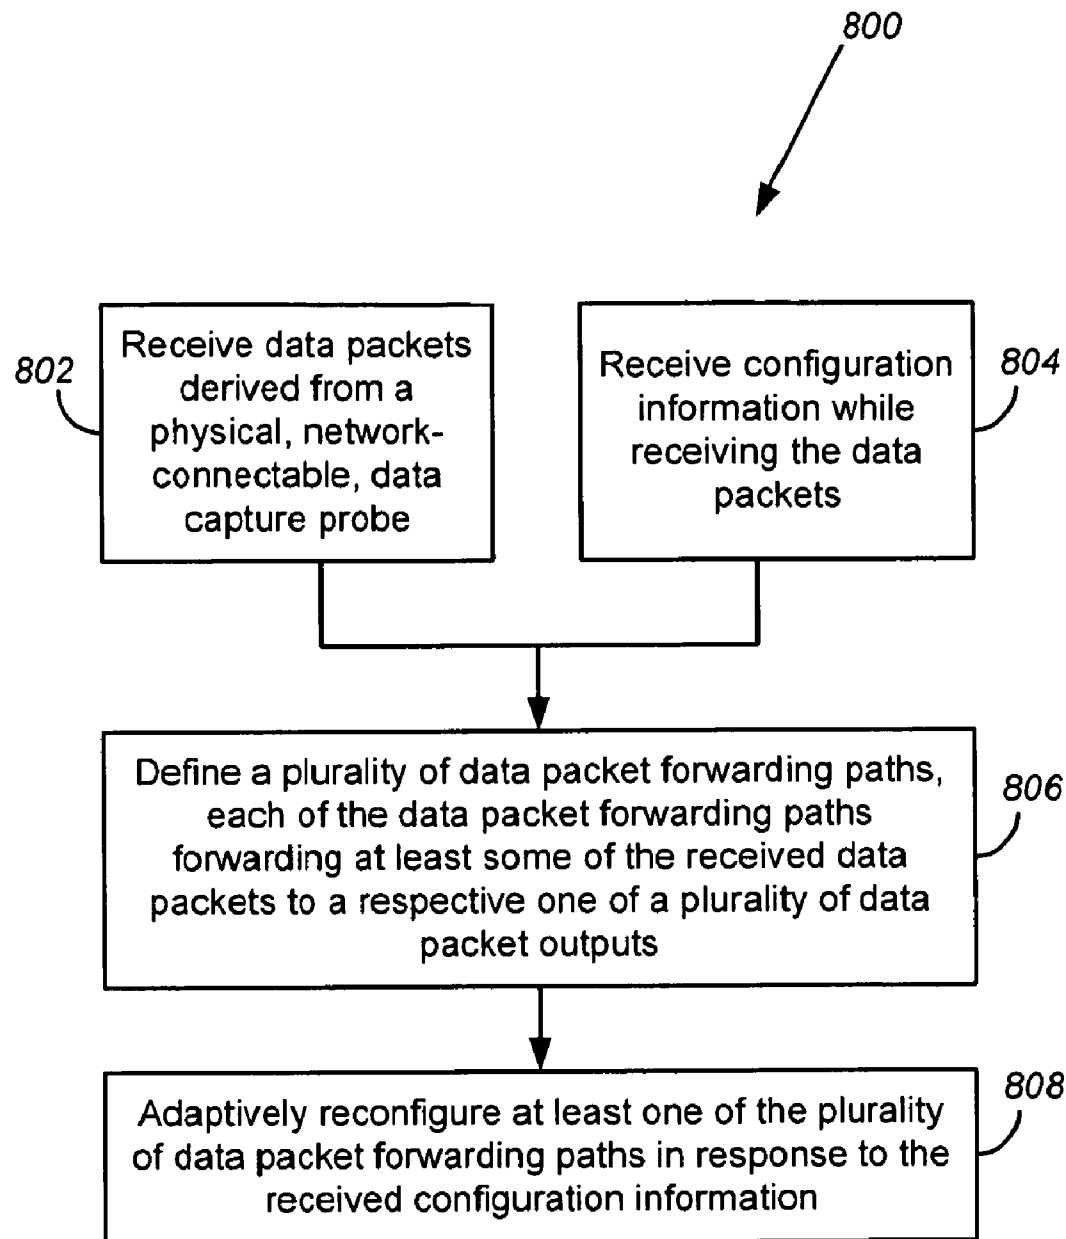 800
802
Receive data packets
derived from a
physical, network-
connectable, data
capture probe
Receive configuration
information while
receiving the data
packets
804
Define a plurality of data packet forwarding paths,
each of the data packet forwarding paths
forwarding at least some of the received data
packets to a respective one of a plurality of data
packet outputs
806
Adaptively reconfigure at least one of the plurality
of data packet forwarding paths in response to the
received configuration information
808